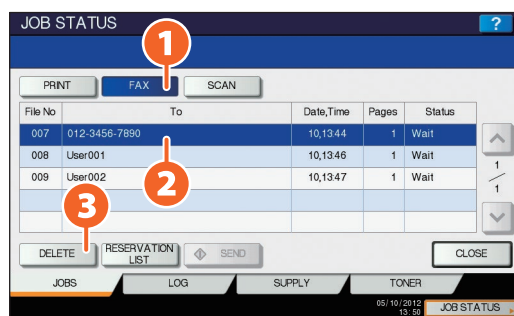 JOB STATUS ?
1
PRINT FAX SCAN
File No To Date,Time Pages Status
007 012-3456-7890 10,13:44 1 Wait
008 User001 10,13:46 1 Wait
009 User002 10,13:47 1 Wait
1
1
2
3
DELETE RESERVATION LIST SEND CLOSE
JOBS LOG SUPPLY TONER
05/10/2012
13:50 JOB STATUS